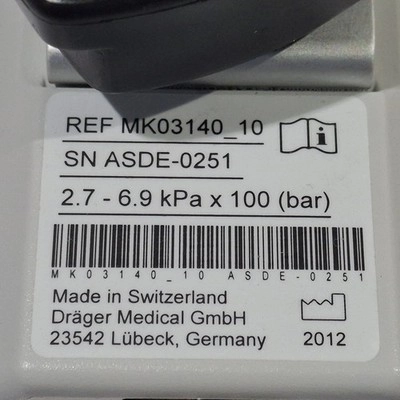 REF MK03140_10
SN ASDE-0251
2.7 - 6.9 kPa x 100 (bar)
MK03140_10 ASDE-0251
Made in Switzerland
Dräger Medical GmbH
23542 Lübeck, Germany
2012